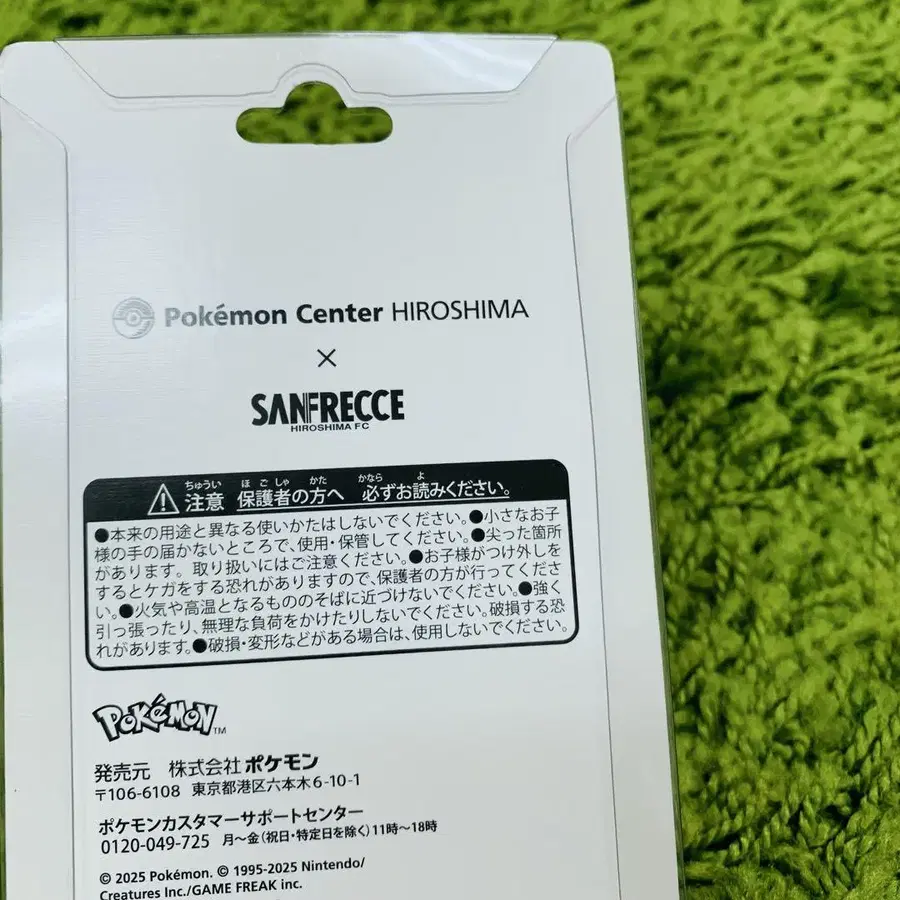 Pokémon Center HIROSHIMA
×
SANFRECCE
HIROSHIMA FC
ちゅうい ほごしゃ かた かなら よ
注意 保護者の方へ 必ずお読みください。
●本来の用途と異なる使いかたはしないでください。●小さなお子
様の手の届かないところで、使用・保管してください。●尖った箇所
があります。取り扱いにはご注意ください。●お子様がつけ外しを
するとケガをする恐れがありますので、保護者の方が行ってくださ
い。●火気や高温となるもののそばに近づけないでください。●強く
引っ張ったり、無理な負荷をかけたりしないでください。破損する恐
れがあります。●破損・変形などがある場合は、使用しないでください。
POKéMON TM
発売元 株式会社ポケモン
〒106-6108 東京都港区六本木6-10-1
ポケモンカスタマーサポートセンター
0120-049-725 月～金(祝日・特定日を除く)11時～18時
© 2025 Pokémon. © 1995-2025 Nintendo/
Creatures Inc./GAME FREAK inc.